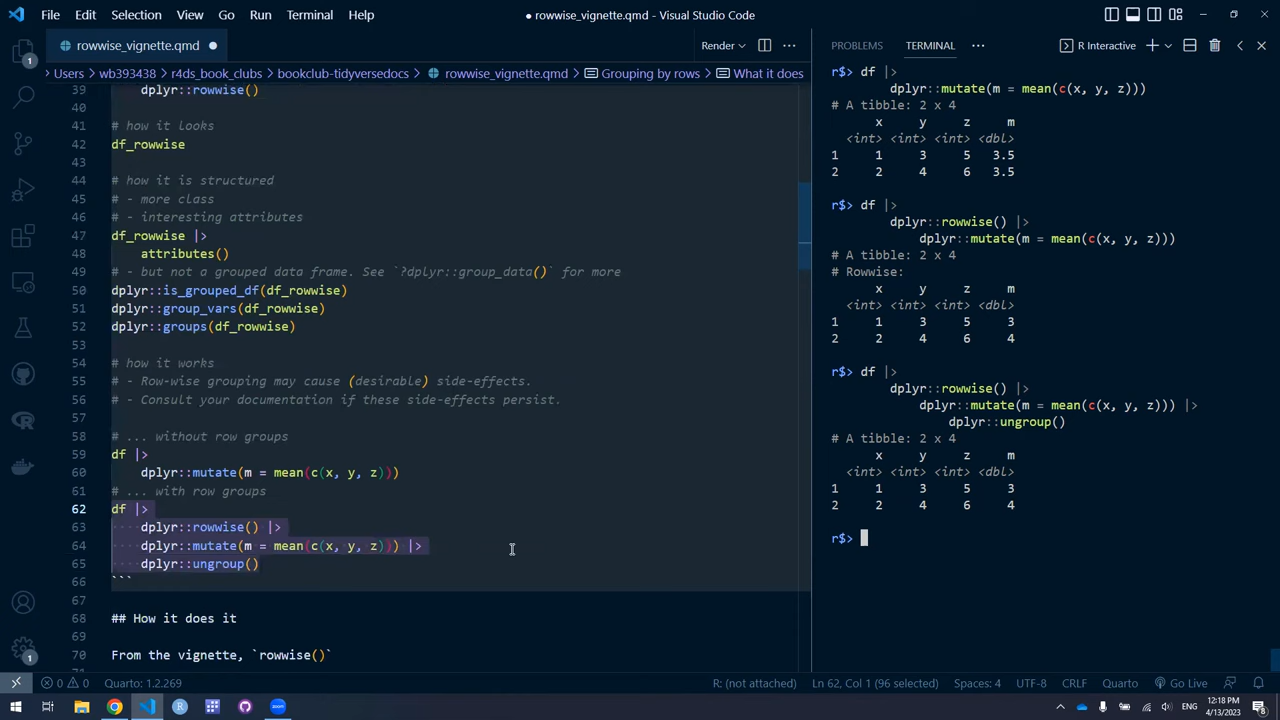 File Edit Selection View Go Run Terminal Help
● rowwise_vignette.qmd - Visual Studio Code
rowwise_vignette.qmd ●
Render
> Users > wb393438 > r4ds_book_clubs > bookclub-tidyversedocs > rowwise_vignette.qmd > Grouping by rows > What it does
39 dplyr::rowwise()
40
41 # how it looks
42 df_rowwise
43
44 # how it is structured
45 # - more class
46 # - interesting attributes
47 df_rowwise |>
48 attributes()
49 # - but not a grouped data frame. See `?dplyr::group_data()` for more
50 dplyr::is_grouped_df(df_rowwise)
51 dplyr::group_vars(df_rowwise)
52 dplyr::groups(df_rowwise)
53
54 # how it works
55 # - Row-wise grouping may cause (desirable) side-effects.
56 # - Consult your documentation if these side-effects persist.
57
58 # ... without row groups
59 df |>
60 dplyr::mutate(m = mean(c(x, y, z)))
61 # ... with row groups
62 df |>
63 ····dplyr::rowwise() |>
64 ····dplyr::mutate(m = mean(c(x, y, z))) |>
65 ····dplyr::ungroup()
66 ```
67
68 ## How it does it
69
70 From the vignette, `rowwise()`
71
PROBLEMS TERMINAL ··· R Interactive
r$> df |>
dplyr::mutate(m = mean(c(x, y, z)))
# A tibble: 2 x 4
x y z m
<int> <int> <int> <dbl>
1 1 3 5 3.5
2 2 4 6 3.5
r$> df |>
dplyr::rowwise() |>
dplyr::mutate(m = mean(c(x, y, z)))
# A tibble: 2 x 4
# Rowwise:
x y z m
<int> <int> <int> <dbl>
1 1 3 5 3
2 2 4 6 4
r$> df |>
dplyr::rowwise() |>
dplyr::mutate(m = mean(c(x, y, z))) |>
dplyr::ungroup()
# A tibble: 2 x 4
x y z m
<int> <int> <int> <dbl>
1 1 3 5 3
2 2 4 6 4
r$>
1
1
0 0 Quarto: 1.2.269
R: (not attached) Ln 62, Col 1 (96 selected) Spaces: 4 UTF-8 CRLF Quarto Go Live
ENG 12:18 PM
4/13/2023